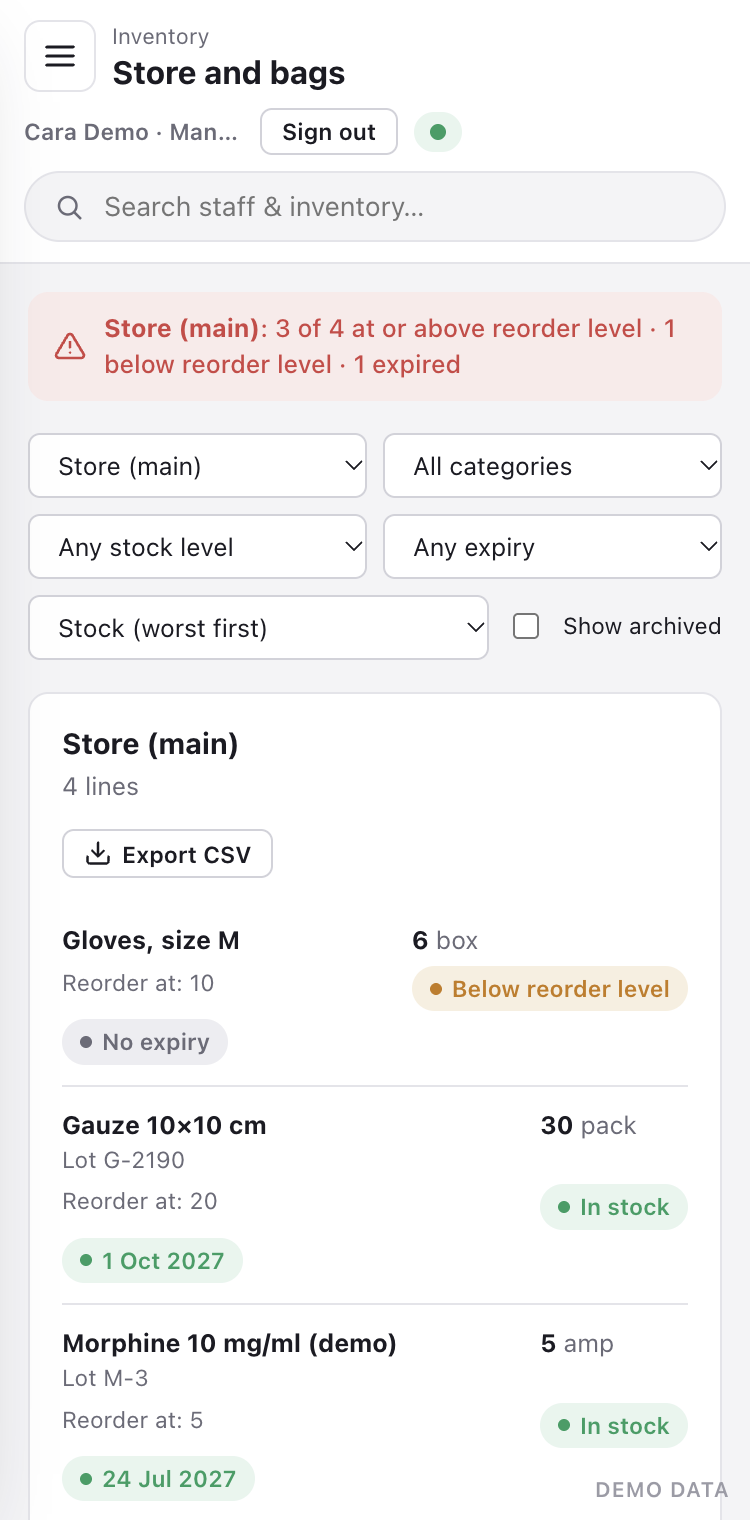 Inventory
Store and bags
Cara Demo · Man...
Sign out
Search staff & inventory...
Store (main): 3 of 4 at or above reorder level · 1
below reorder level · 1 expired
Store (main)
All categories
Any stock level
Any expiry
Stock (worst first)
Show archived
Store (main)
4 lines
Export CSV
Gloves, size M
6 box
Reorder at: 10
Below reorder level
No expiry
Gauze 10×10 cm
30 pack
Lot G-2190
Reorder at: 20
In stock
1 Oct 2027
Morphine 10 mg/ml (demo)
5 amp
Lot M-3
Reorder at: 5
In stock
24 Jul 2027
DEMO DATA